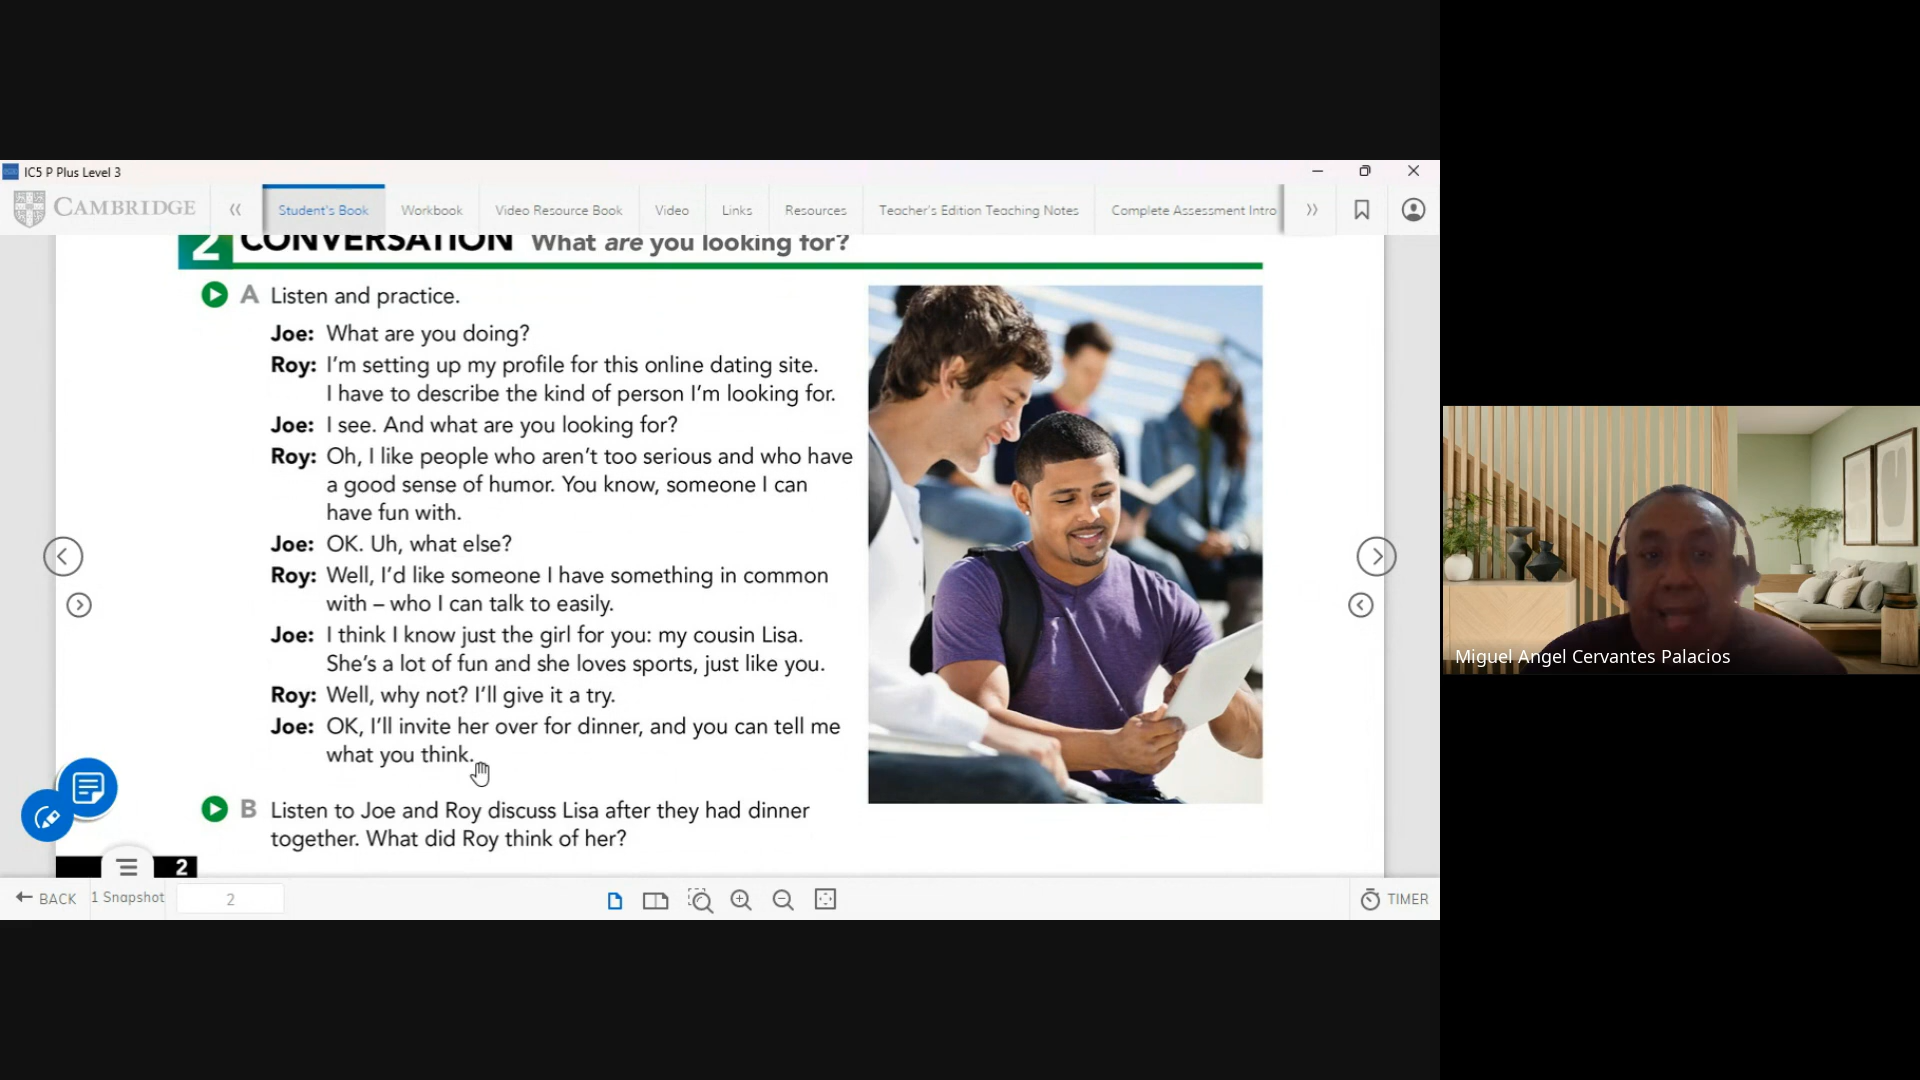 IC5 P Plus Level 3
CAMBRIDGE
Student's Book
Workbook
Video Resource Book
Video
Links
Resources
Teacher's Edition Teaching Notes
Complete Assessment Intro
2 CONVERSATION What are you looking for?
A Listen and practice.
Joe: What are you doing?
Roy: I'm setting up my profile for this online dating site.
I have to describe the kind of person I'm looking for.
Joe: I see. And what are you looking for?
Roy: Oh, I like people who aren't too serious and who have
a good sense of humor. You know, someone I can
have fun with.
Joe: OK. Uh, what else?
Roy: Well, I'd like someone I have something in common
with – who I can talk to easily.
Joe: I think I know just the girl for you: my cousin Lisa.
She's a lot of fun and she loves sports, just like you.
Roy: Well, why not? I'll give it a try.
Joe: OK, I'll invite her over for dinner, and you can tell me
what you think.
B Listen to Joe and Roy discuss Lisa after they had dinner
together. What did Roy think of her?
2
BACK
1 Snapshot
2
TIMER
Miguel Angel Cervantes Palacios